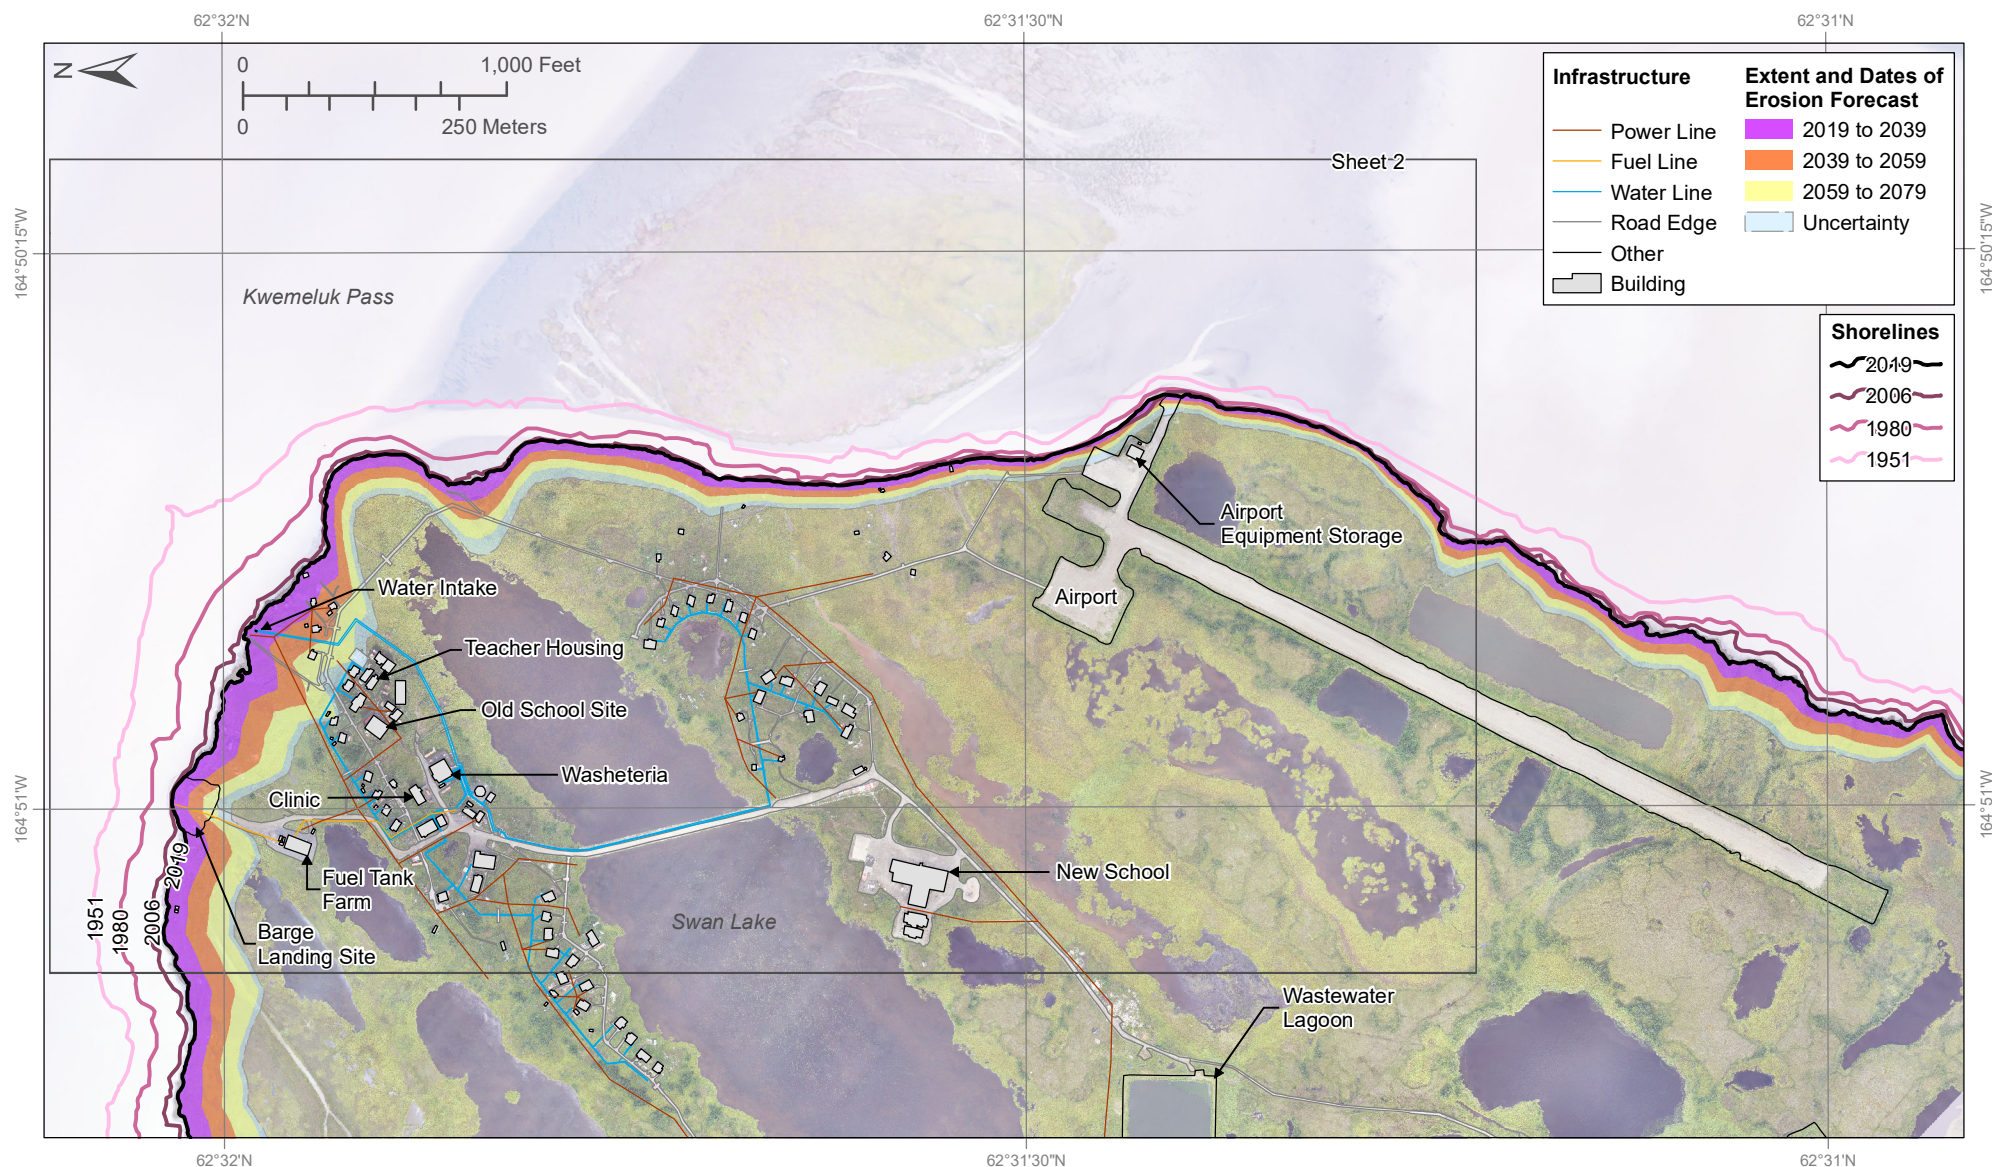 62°32'N
62°31'30"N
62°31'N
N
0
1,000 Feet
0
250 Meters
Infrastructure
Power Line
Fuel Line
Water Line
Road Edge
Other
Building
Extent and Dates of
Erosion Forecast
2019 to 2039
2039 to 2059
2059 to 2079
Uncertainty
Shorelines
2019
2006
1980
1951
Sheet 2
164°50'15"W
164°50'15"W
Kwemeluk Pass
Airport
Equipment Storage
Airport
Water Intake
Teacher Housing
Old School Site
Washeteria
Clinic
164°51'W
164°51'W
Fuel Tank
Farm
Barge
Landing Site
1951
1980
2006
2019
New School
Swan Lake
Wastewater
Lagoon
62°32'N
62°31'30"N
62°31'N